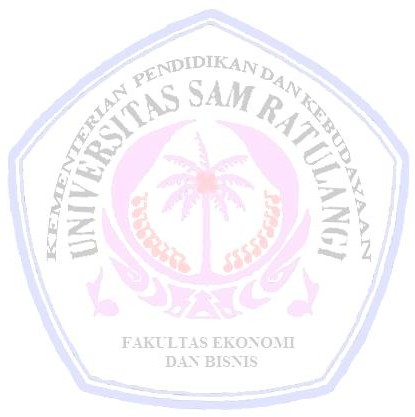 KEMENTERIAN PENDIDIKAN DAN KEBUDAYAAN
UNIVERSITAS SAM RATULANGI
FAKULTAS EKONOMI
DAN BISNIS